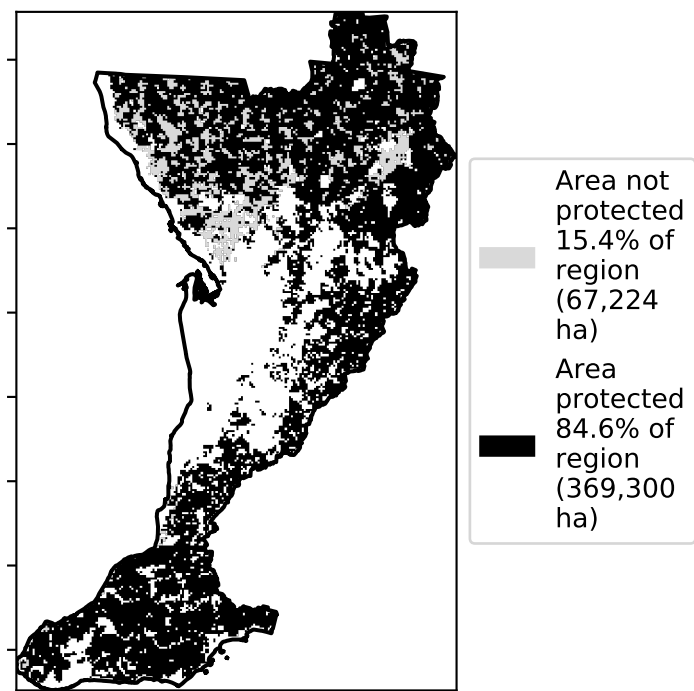 Area not
protected
15.4% of
region
(67,224
ha)
Area
protected
84.6% of
region
(369,300
ha)